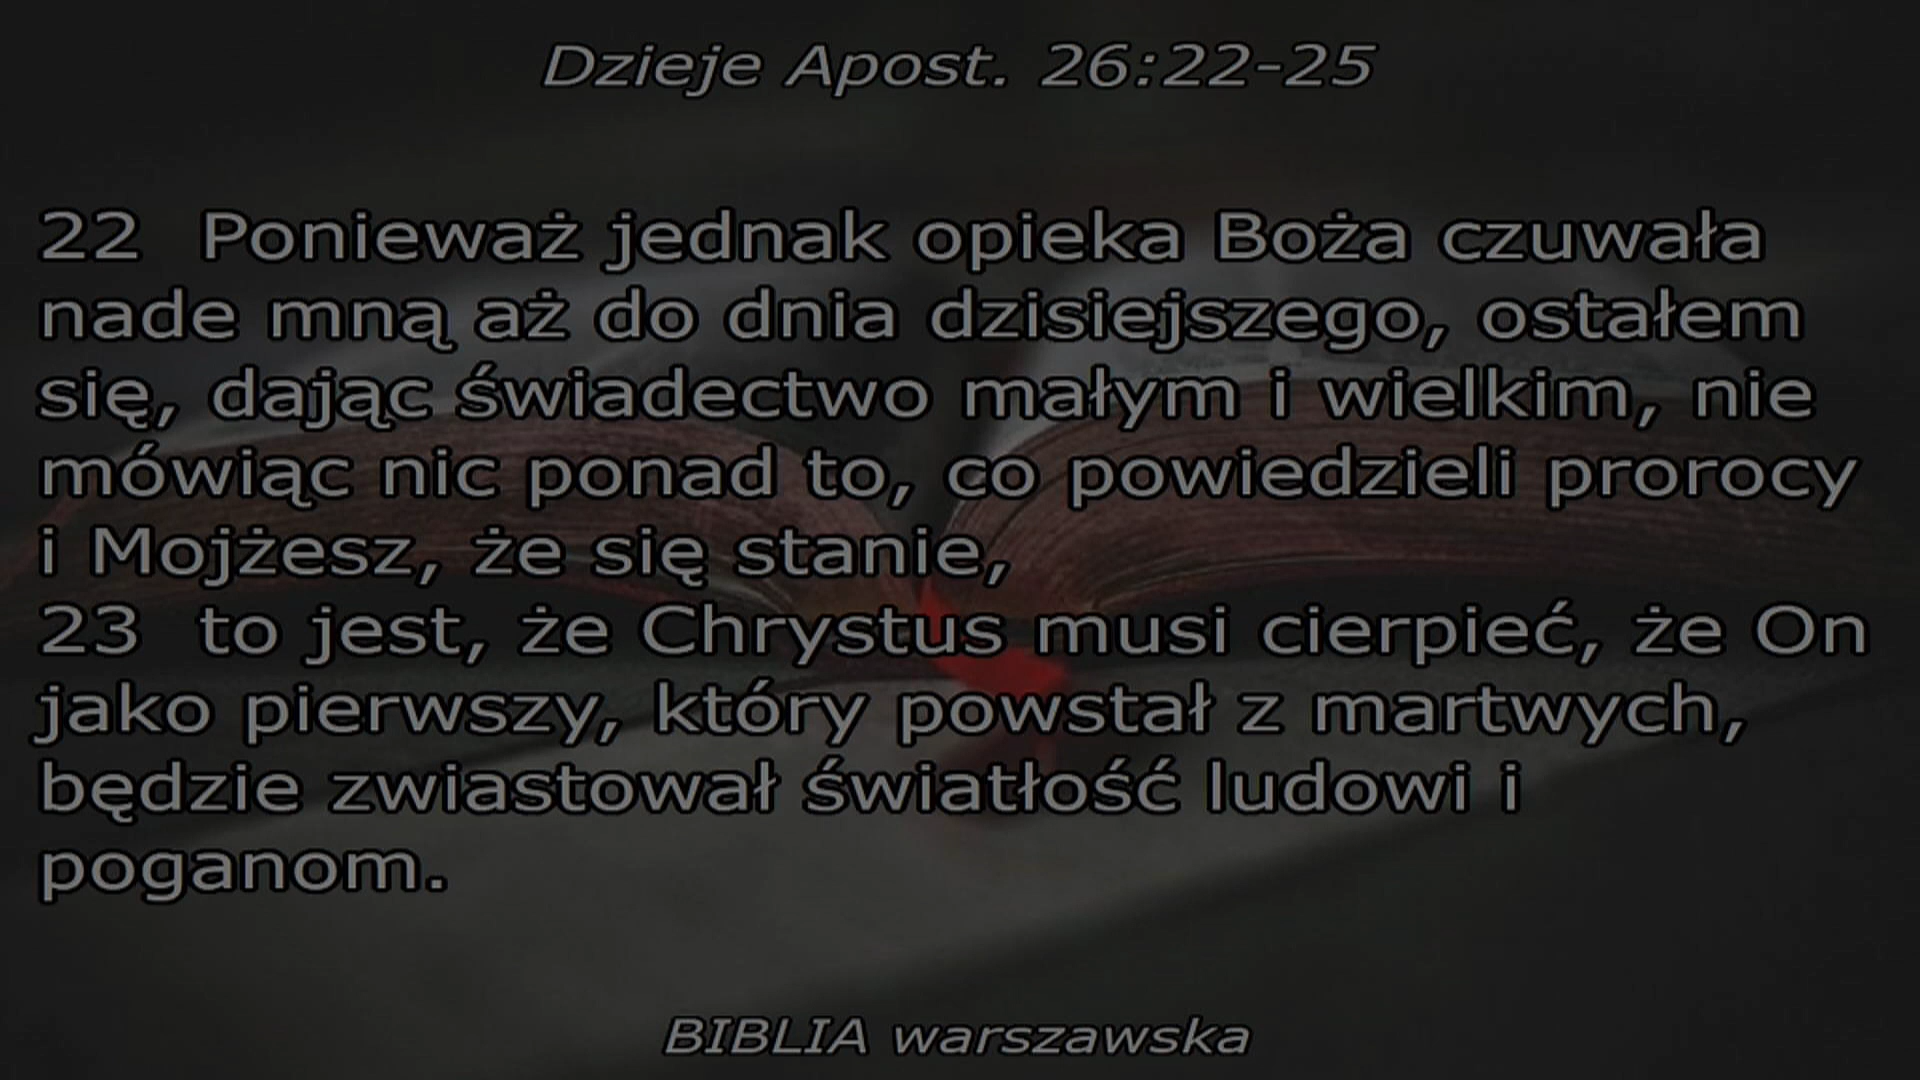 Dzieje Apost. 26:22-25
22 Ponieważ jednak opieka Boża czuwała
nade mną aż do dnia dzisiejszego, ostałem
się, dając świadectwo małym i wielkim, nie
mówiąc nic ponad to, co powiedzieli prorocy
i Mojżesz, że się stanie,
23 to jest, że Chrystus musi cierpieć, że On
jako pierwszy, który powstał z martwych,
będzie zwiastował światłość ludowi i
poganom.
BIBLIA warszawska